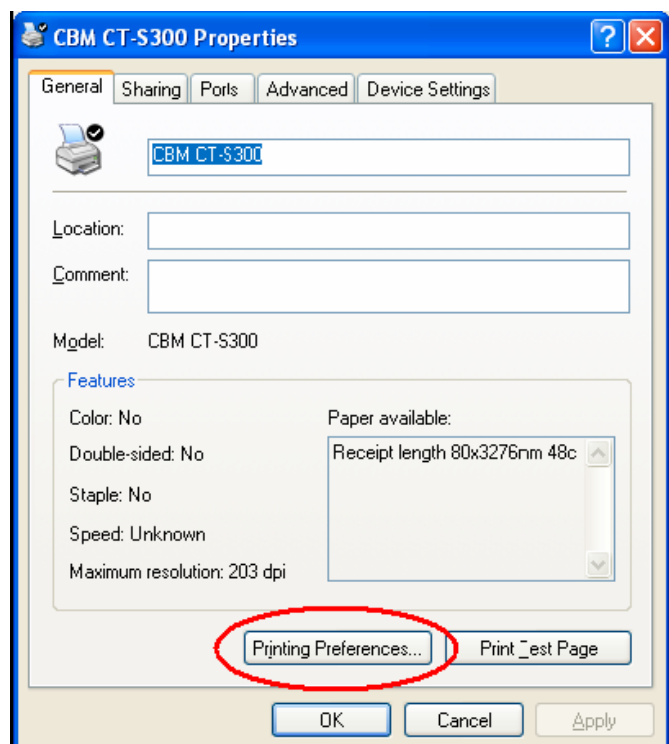 CBM CT-S300 Properties
General Sharing Ports Advanced Device Settings
CBM CT-S300
Location:
Comment:
Model: CBM CT-S300
Features
Color: No
Paper available:
Double-sided: No
Receipt length 80x3276mm 48c
Staple: No
Speed: Unknown
Maximum resolution: 203 dpi
Printing Preferences... Print Test Page
OK Cancel Apply